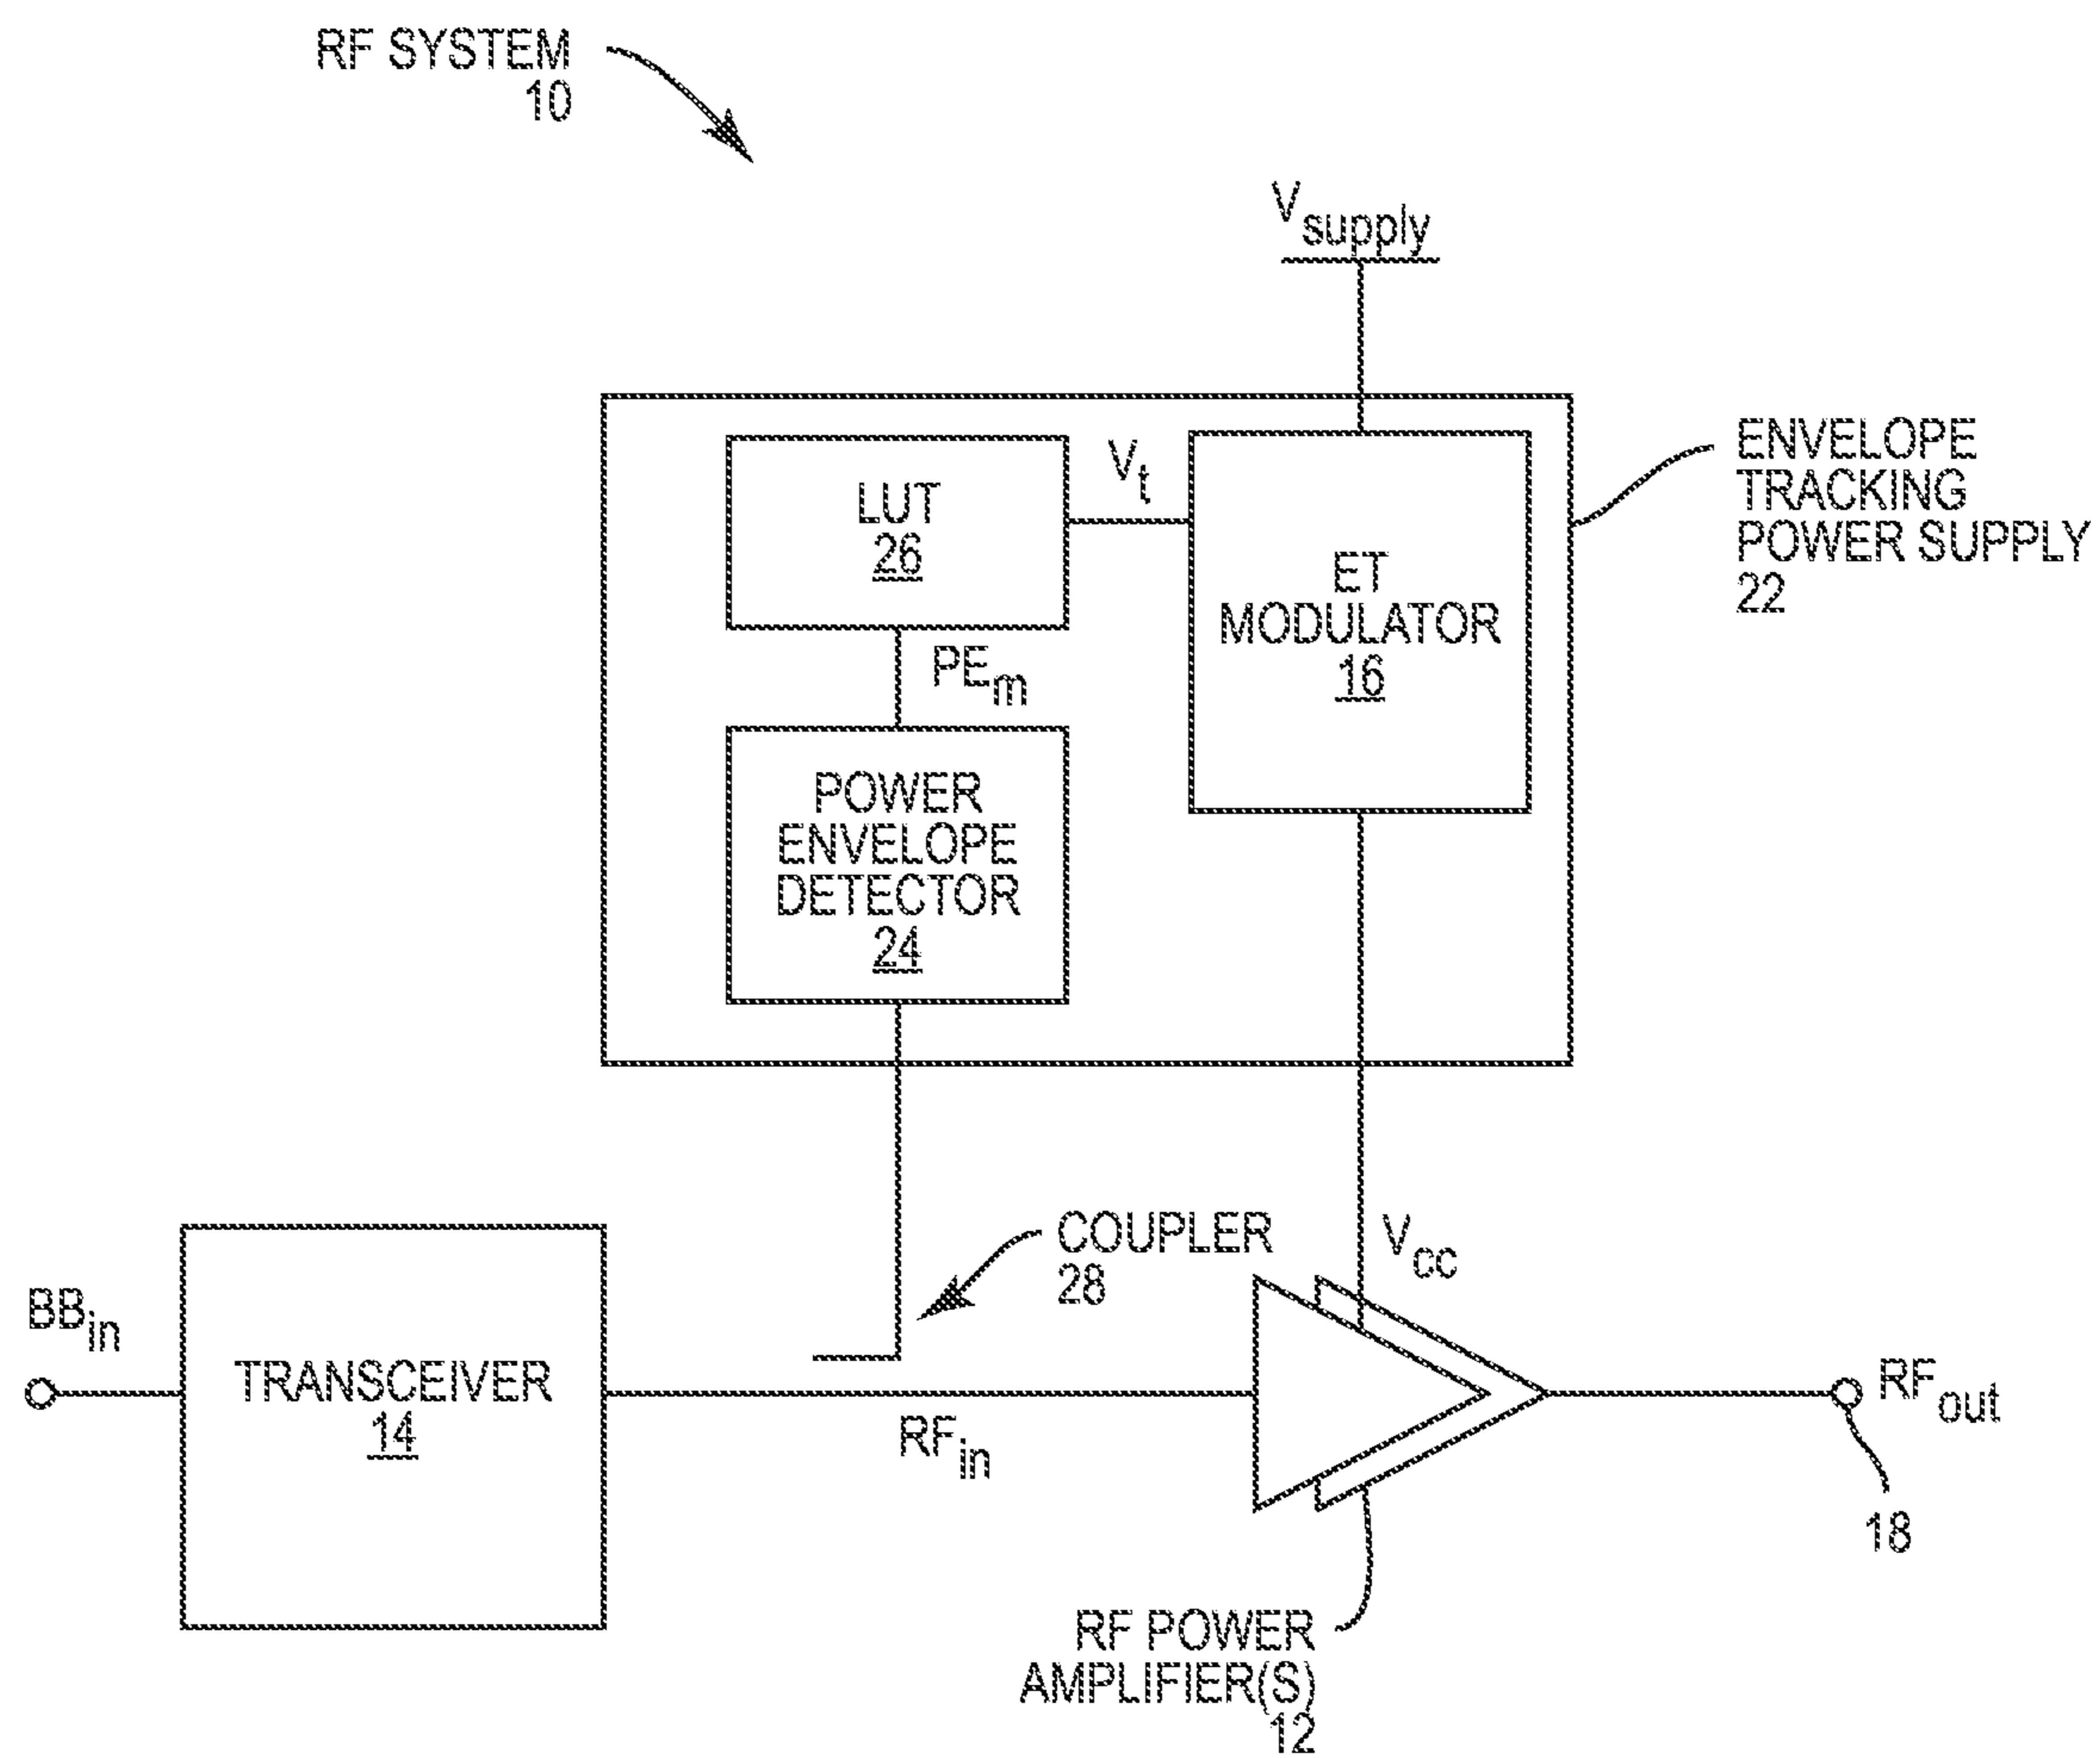 RF SYSTEM
10
Vsupply
LUT
26
Vt
ET
MODULATOR
16
ENVELOPE
TRACKING
POWER SUPPLY
22
PEm
POWER
ENVELOPE
DETECTOR
24
COUPLER
28
Vcc
BBin
TRANSCEIVER
14
RFin
RFout
18
RF POWER
AMPLIFIER(S)
12